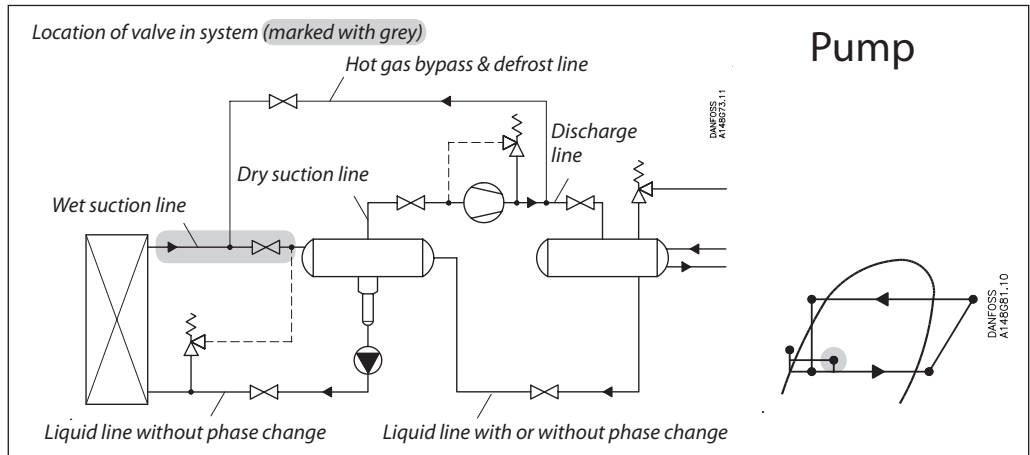 Location of valve in system (marked with grey)
Pump
Hot gas bypass & defrost line
DANFOSS
A148G73.11
Discharge
line
Dry suction line
Wet suction line
DANFOSS
A148G81.10
Liquid line without phase change
Liquid line with or without phase change